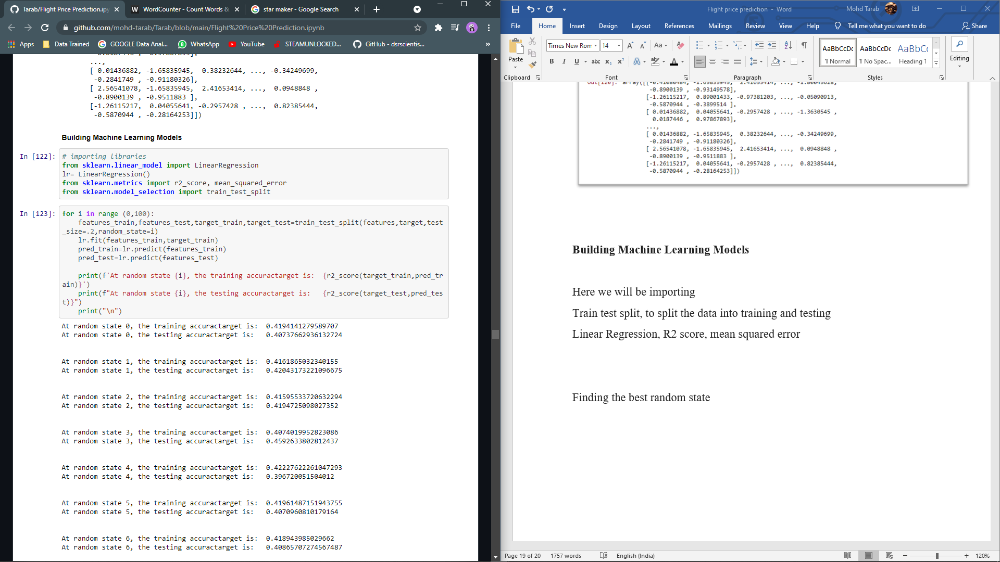 Tarab/Flight Price Prediction.ipy
WordCounter - Count Words &
star maker - Google Search
github.com/mohd-tarab/Tarab/blob/main/Flight%20Price%20Prediction.ipynb
Apps
Data Trained
GOOGLE Data Anal...
WhatsApp
YouTube
STEAMUNLOCKED...
GitHub - dsrscientis...
»
...,
[ 0.01436882, -1.65835945,  0.38232644, ..., -0.34249699,
-0.2841749 , -0.91180326],
[ 2.56541078, -1.65835945,  2.41653414, ...,  0.0948848 ,
-0.8900139 , -0.9511883 ],
[-1.26115217,  0.04055641, -0.2957428 , ...,  0.82385444,
-0.5870944 , -0.28164253]])
Building Machine Learning Models
In [122]:
# importing libraries
from sklearn.linear_model import LinearRegression
lr= LinearRegression()
from sklearn.metrics import r2_score, mean_squared_error
from sklearn.model_selection import train_test_split
In [123]:
for i in range (0,100):
features_train,features_test,target_train,target_test=train_test_split(features,target,test
_size=.2,random_state=i)
lr.fit(features_train,target_train)
pred_train=lr.predict(features_train)
pred_test=lr.predict(features_test)
print(f'At random state {i}, the training accuractarget is:  {r2_score(target_train,pred_tr
ain)}')
print(f"At random state {i}, the testing accuractarget is:   {r2_score(target_test,pred_tes
t)}")
print("\n")
At random state 0, the training accuractarget is:  0.4194141279589707
At random state 0, the testing accuractarget is:   0.40737662936132724
At random state 1, the training accuractarget is:  0.4161865032340155
At random state 1, the testing accuractarget is:   0.42043173221096675
At random state 2, the training accuractarget is:  0.41595533720632294
At random state 2, the testing accuractarget is:   0.4194725098027352
At random state 3, the training accuractarget is:  0.4074019952823086
At random state 3, the testing accuractarget is:   0.4592633802812437
At random state 4, the training accuractarget is:  0.42227622261047293
At random state 4, the testing accuractarget is:   0.396720051504012
At random state 5, the training accuractarget is:  0.41961487151943755
At random state 5, the testing accuractarget is:   0.4070960810179164
At random state 6, the training accuractarget is:  0.418943985029662
At random state 6, the testing accuractarget is:   0.40865707274567487
Flight price prediction - Word
Mohd Tarab
File Home Insert Design Layout References Mailings Review View Help Tell me what you want to do Share
Paste
Clipboard
Times New Ror 14
Font
Paragraph
AaBbCcDc AaBbCcDc AaBbCc
¶ Normal ¶ No Spac... Heading 1
Styles
Editing
-0.8900139 , -0.93149578],
[-1.26115217,  0.89001433, -0.97381203, ..., -0.05090913,
-0.5870944 , -0.3899514 ],
[ 0.01436882,  0.04055641, -0.2957428 , ..., -1.3630545 ,
0.0187446 ,  0.97867893],
...,
[ 0.01436882, -1.65835945,  0.38232644, ..., -0.34249699,
-0.2841749 , -0.91180326],
[ 2.56541078, -1.65835945,  2.41653414, ...,  0.0948848 ,
-0.8900139 , -0.9511883 ],
[-1.26115217,  0.04055641, -0.2957428 , ...,  0.82385444,
-0.5870944 , -0.28164253]])
Building Machine Learning Models
Here we will be importing
Train test split, to split the data into training and testing
Linear Regression, R2 score, mean squared error
Finding the best random state
Page 19 of 20 1757 words English (India) 120%